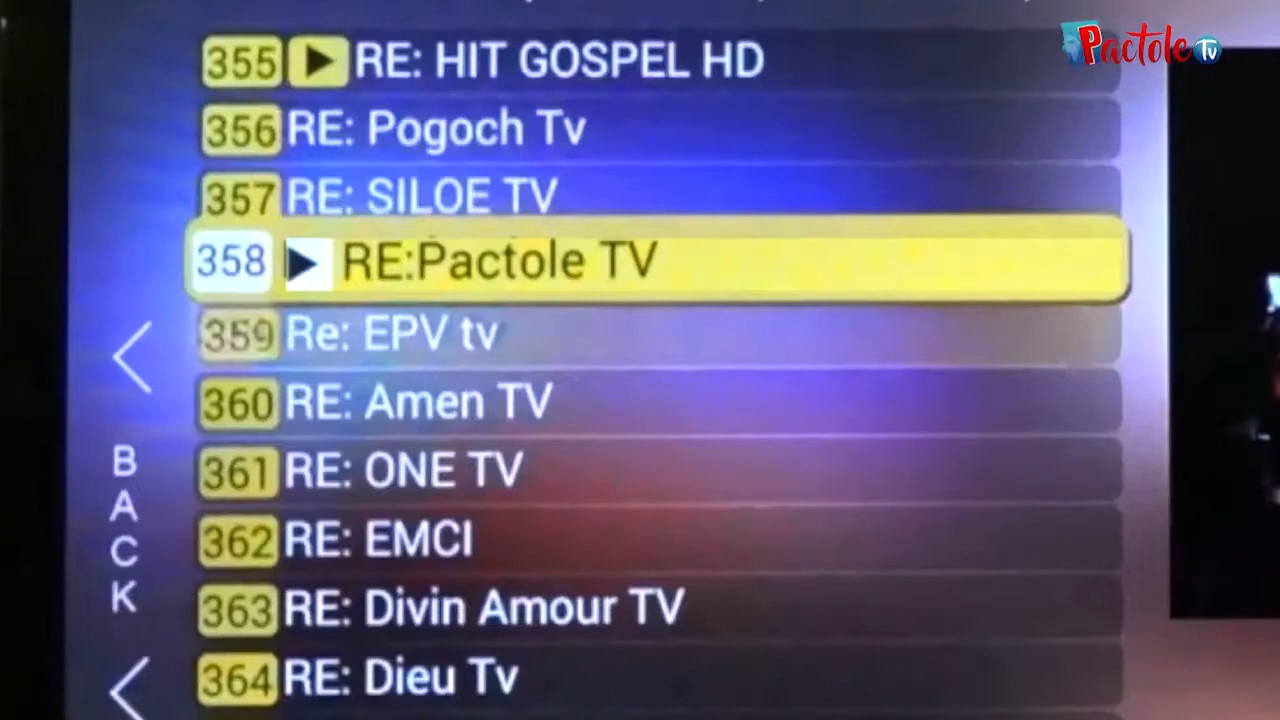 Pactole Tv
355 RE: HIT GOSPEL HD
356 RE: Pogoch Tv
357 RE: SILOE TV
358 RE:Pactole TV
359 Re: EPV tv
360 RE: Amen TV
361 RE: ONE TV
362 RE: EMCI
363 RE: Divin Amour TV
364 RE: Dieu Tv
BACK